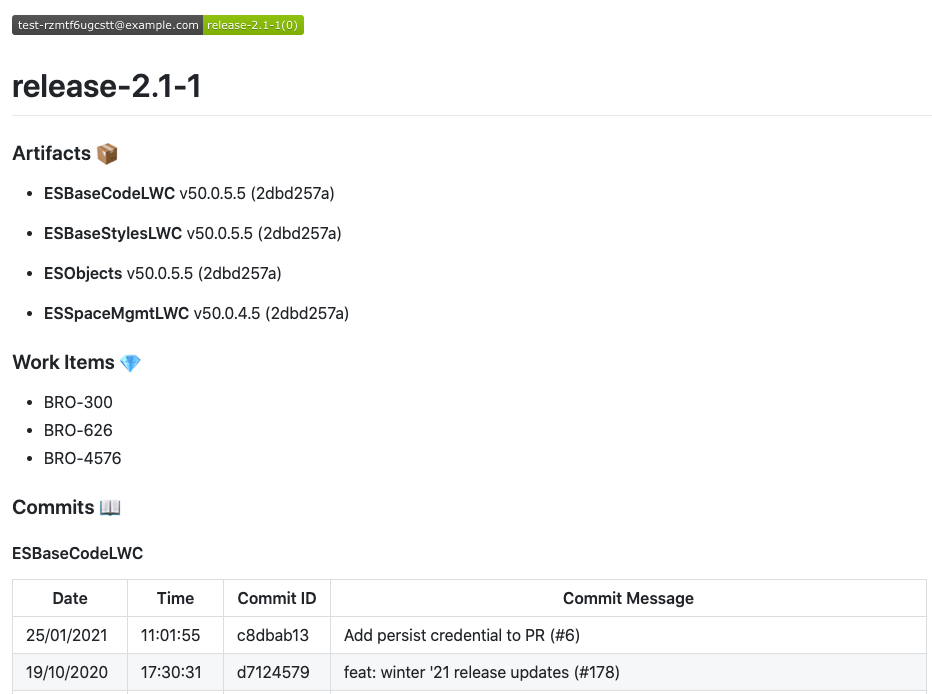 test-rzmtf6ugcstt@example.com release-2.1-1(0)
release-2.1-1
Artifacts 📦
• ESBaseCodeLWC v50.0.5.5 (2dbd257a)
• ESBaseStylesLWC v50.0.5.5 (2dbd257a)
• ESObjects v50.0.5.5 (2dbd257a)
• ESSpaceMgmtLWC v50.0.4.5 (2dbd257a)
Work Items 💎
• BRO-300
• BRO-626
• BRO-4576
Commits 📖
ESBaseCodeLWC
Date Time Commit ID Commit Message
25/01/2021 11:01:55 c8dbab13 Add persist credential to PR (#6)
19/10/2020 17:30:31 d7124579 feat: winter '21 release updates (#178)